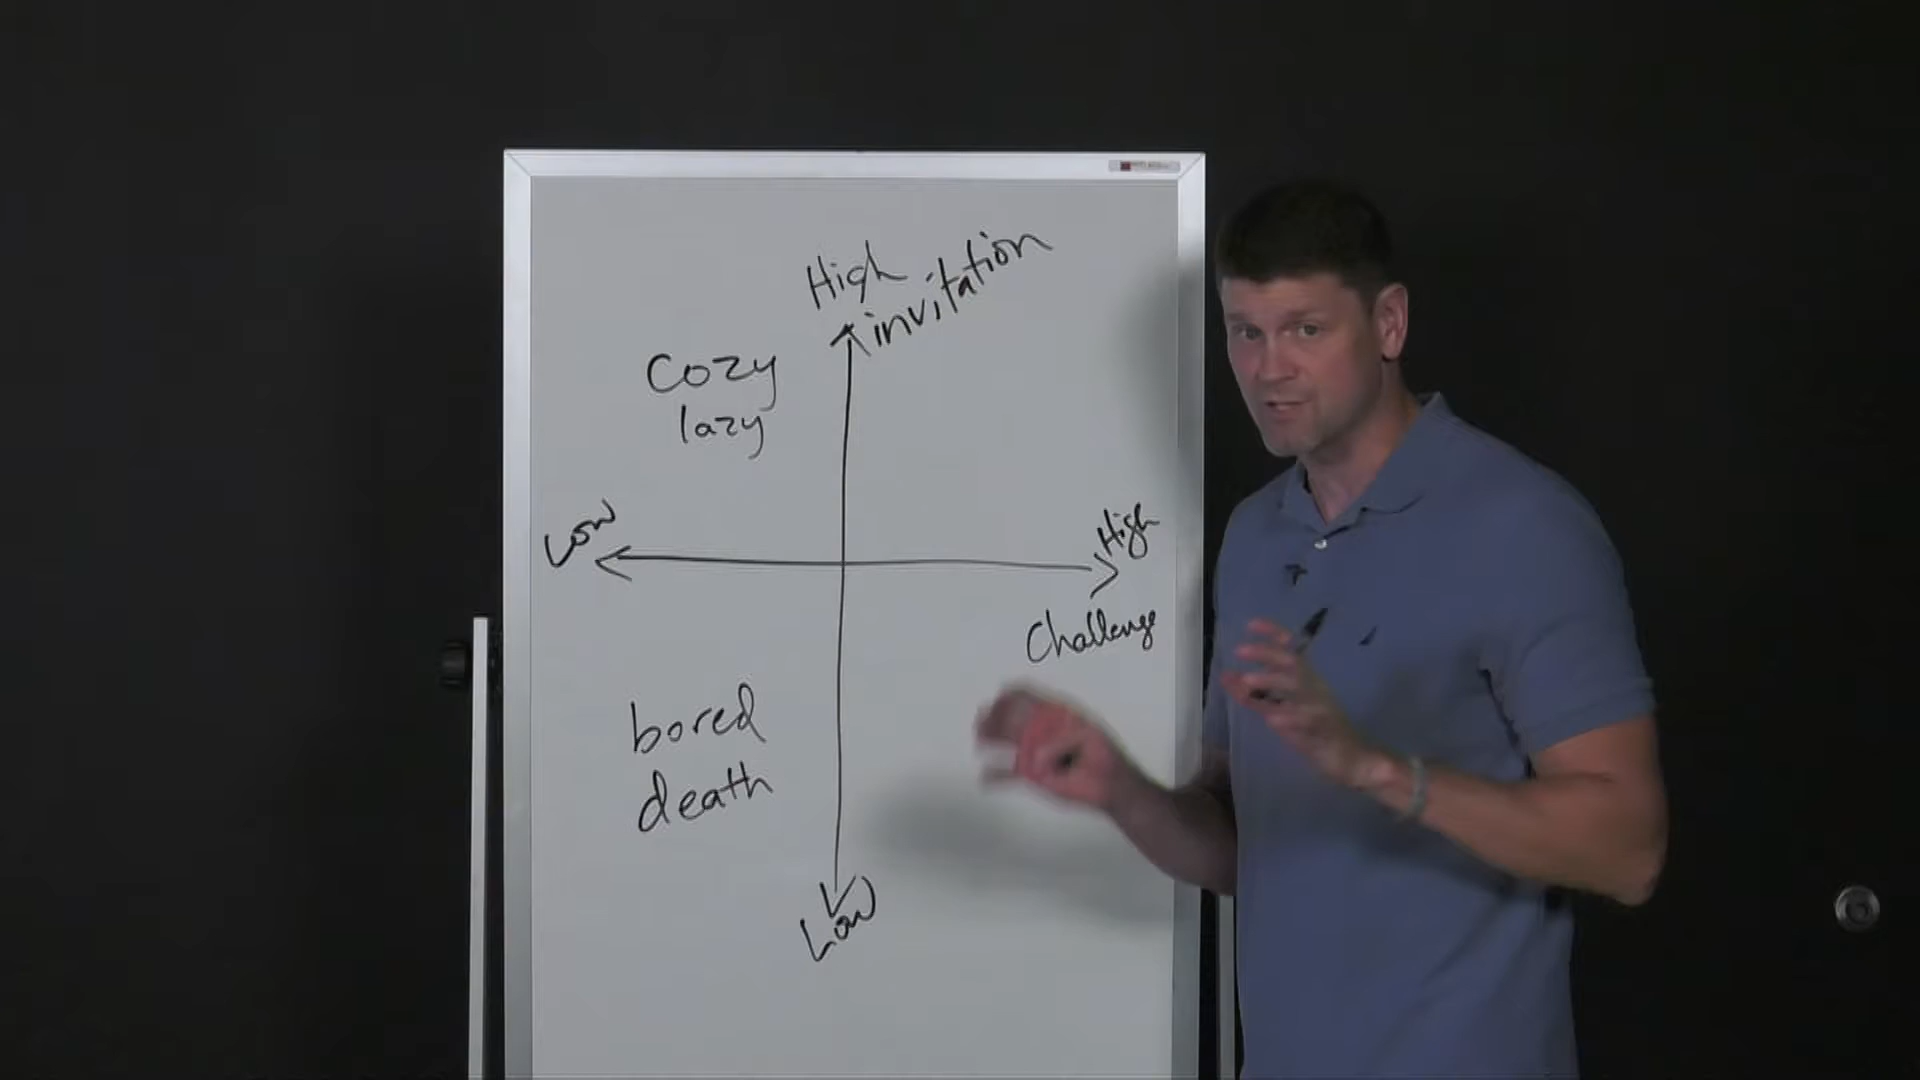 High
invitation
Cozy
lazy
Low
High
Challenge
bored
death
Low